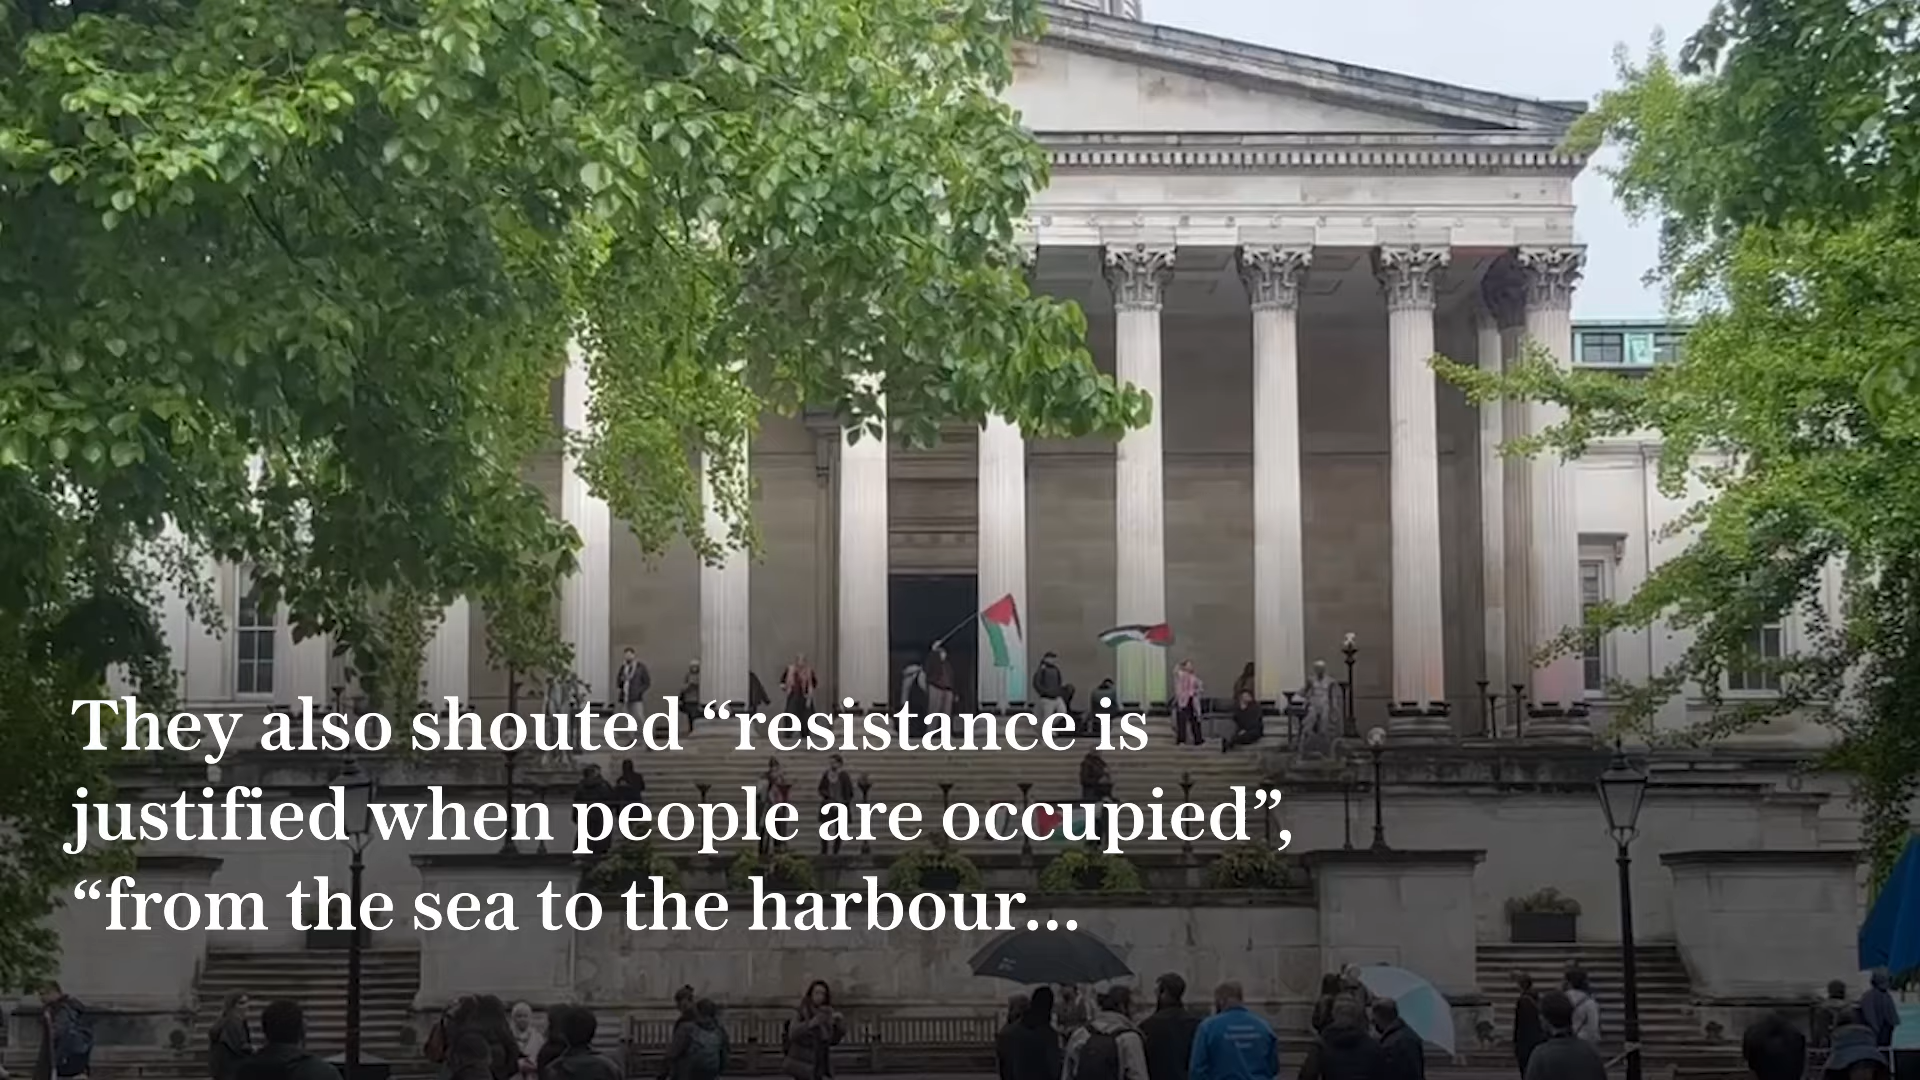 They also shouted “resistance is
justified when people are occupied”,
“from the sea to the harbour...